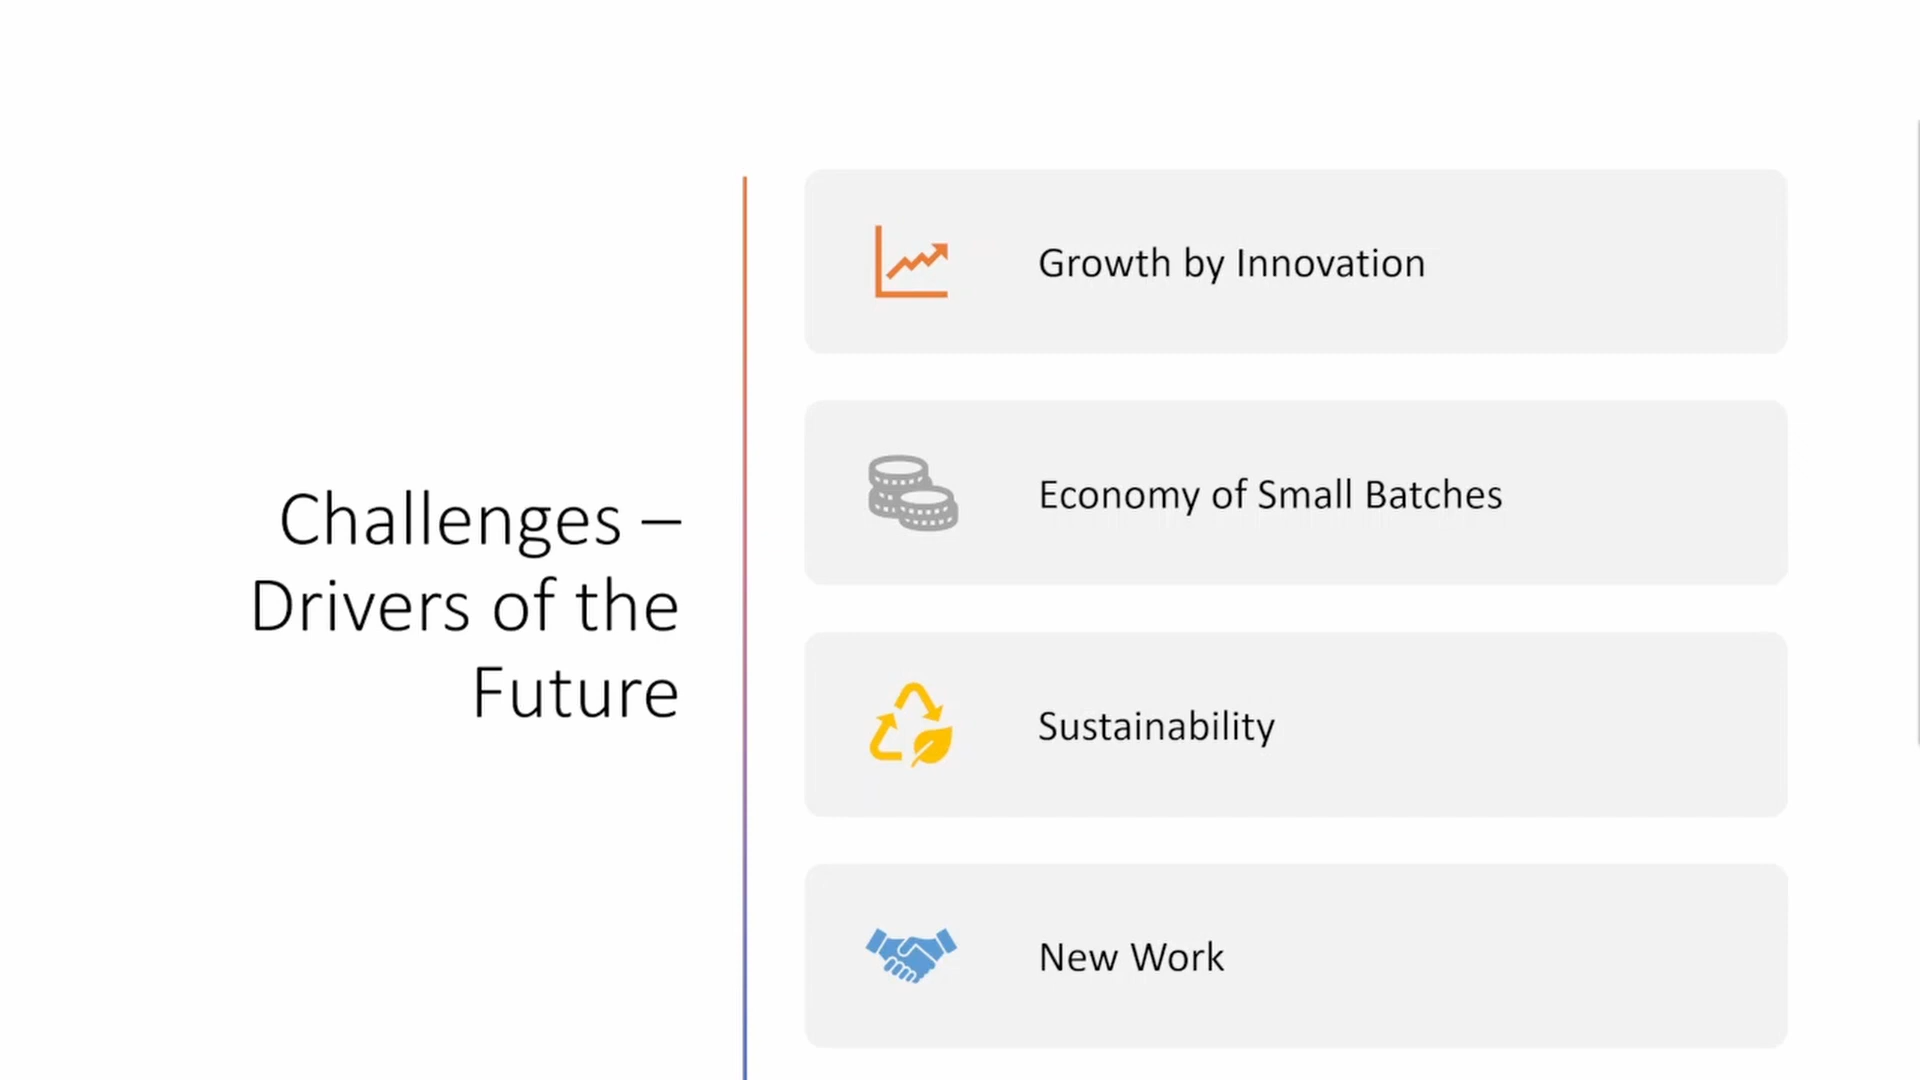 Challenges –
Drivers of the
Future
Growth by Innovation
Economy of Small Batches
Sustainability
New Work